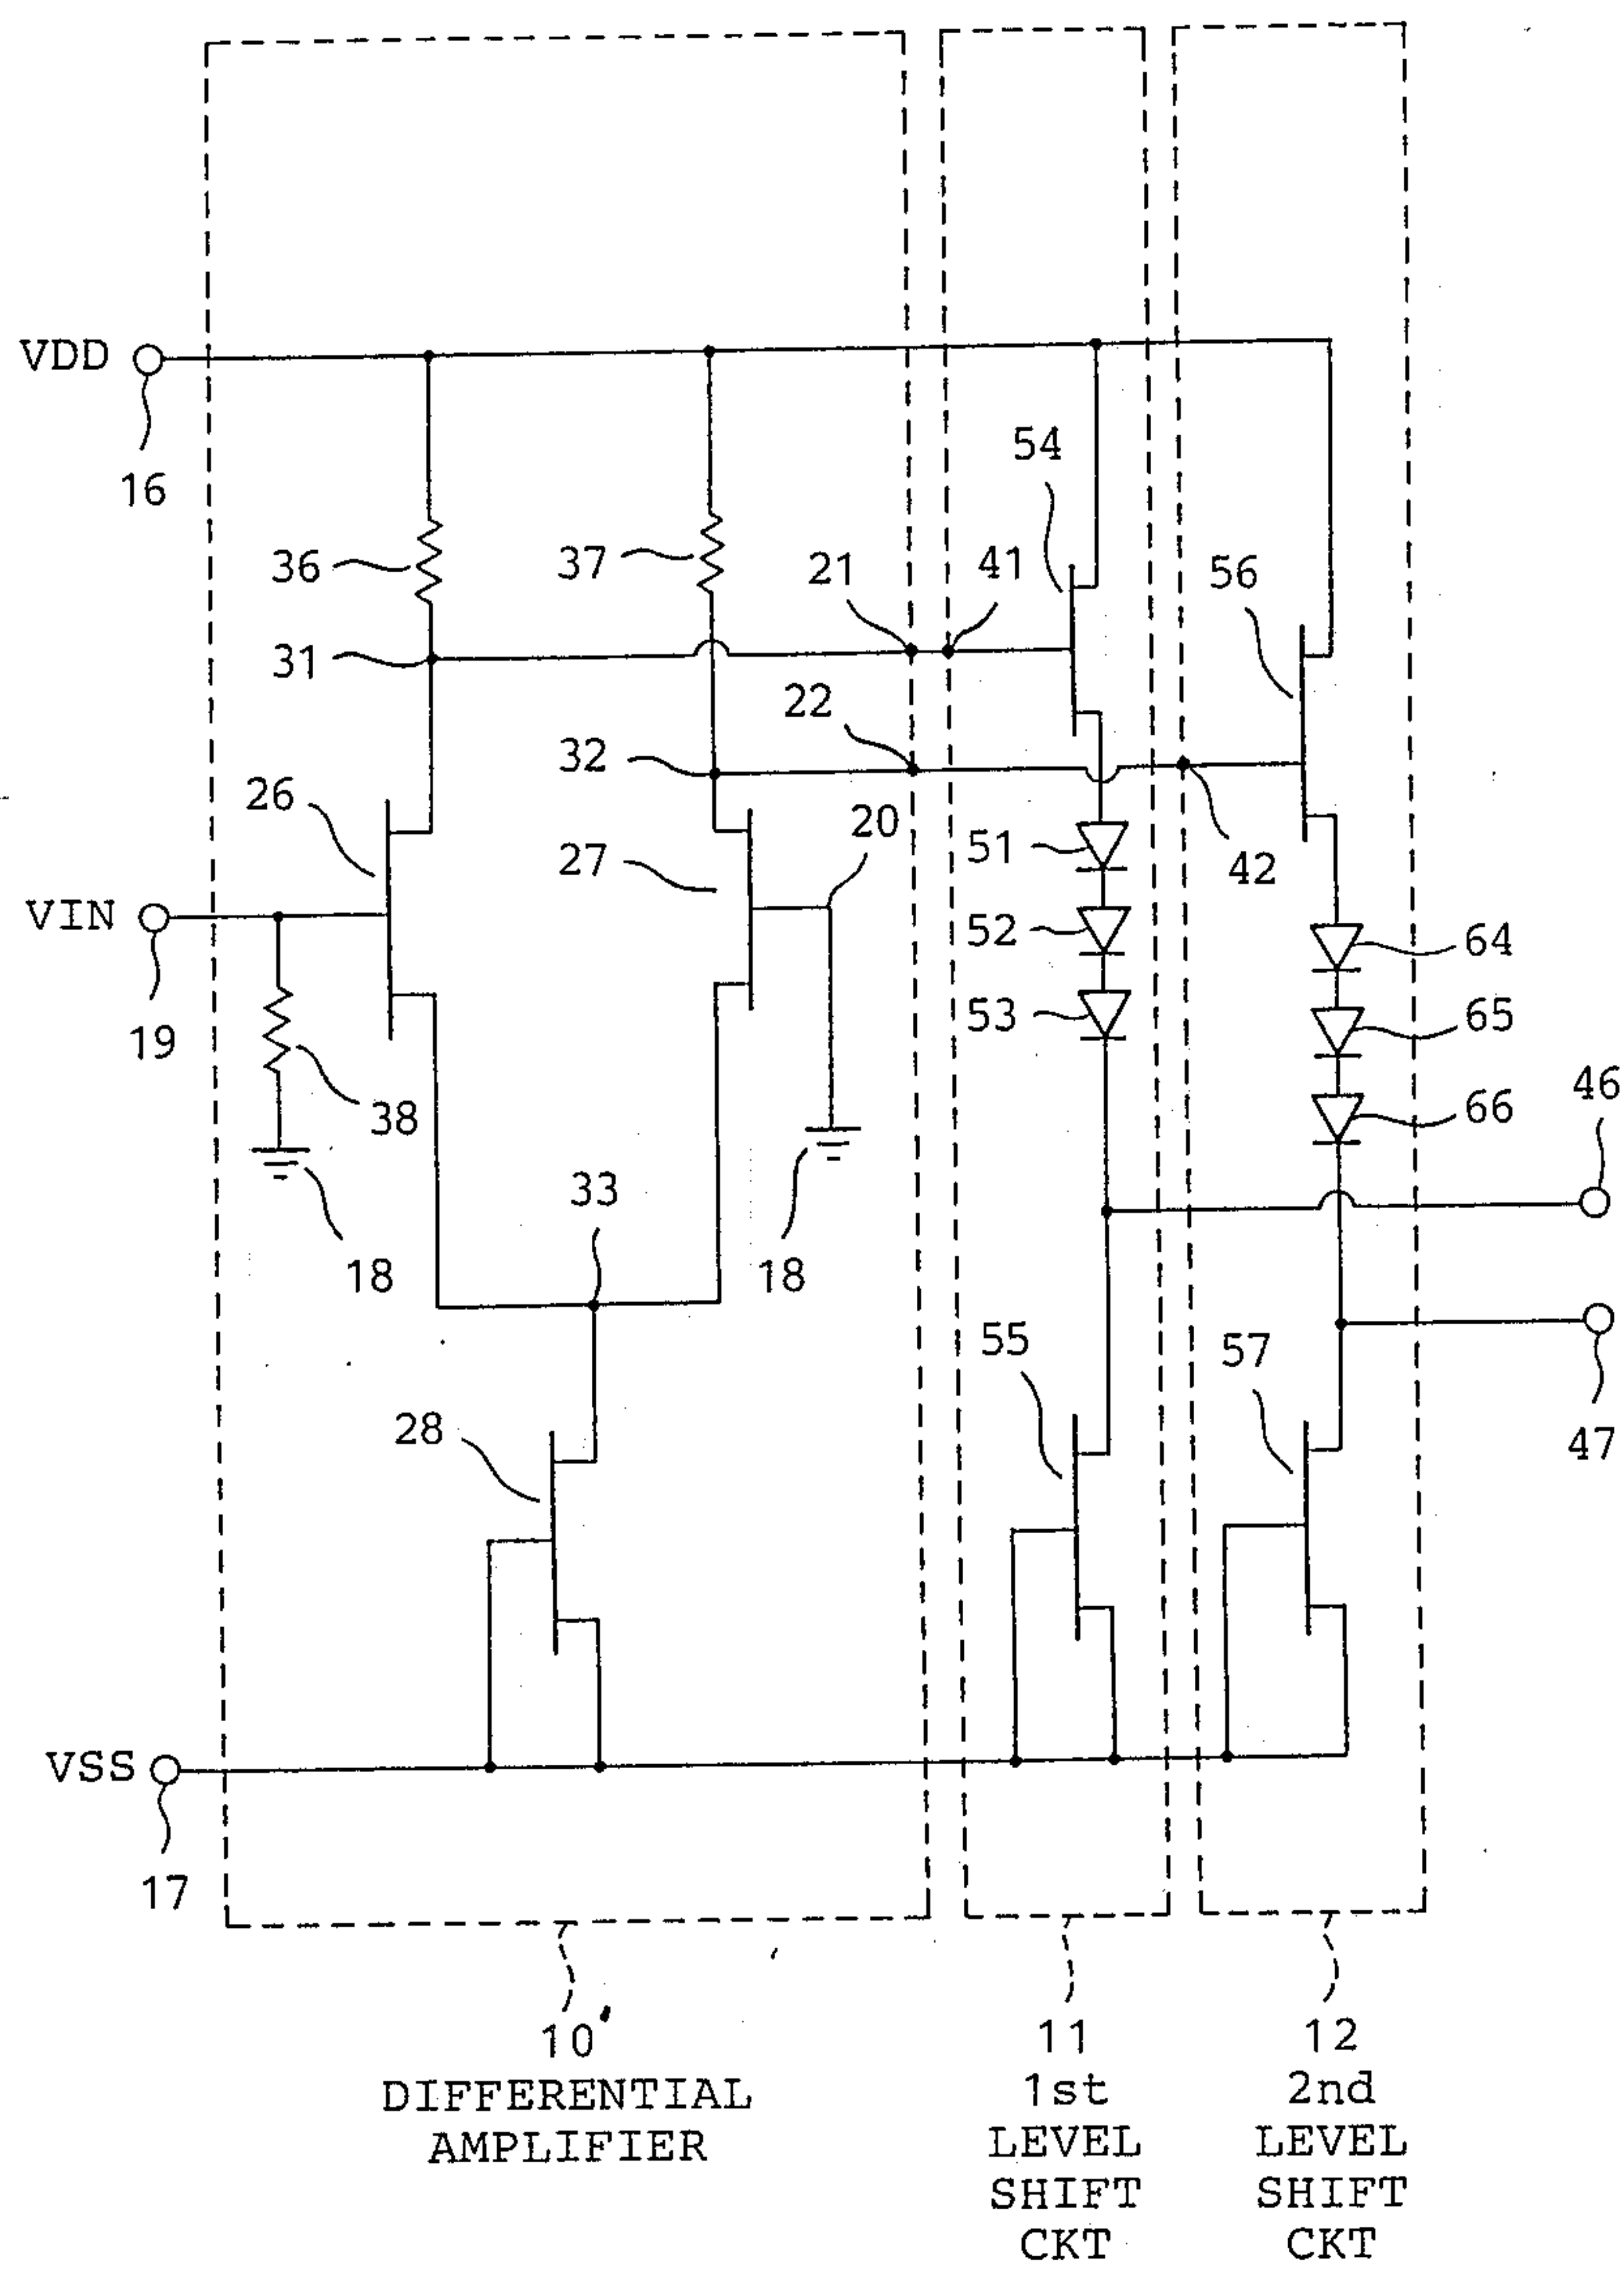 VDD
16
54
36
37
21
41
56
31
22
32
26
20
27
51
42
VIN
52
64
19
53
65
38
46
66
33
18
18
55
57
28
47
VSS
17
10'
DIFFERENTIAL
AMPLIFIER
11
1st
LEVEL
SHIFT
CKT
12
2nd
LEVEL
SHIFT
CKT